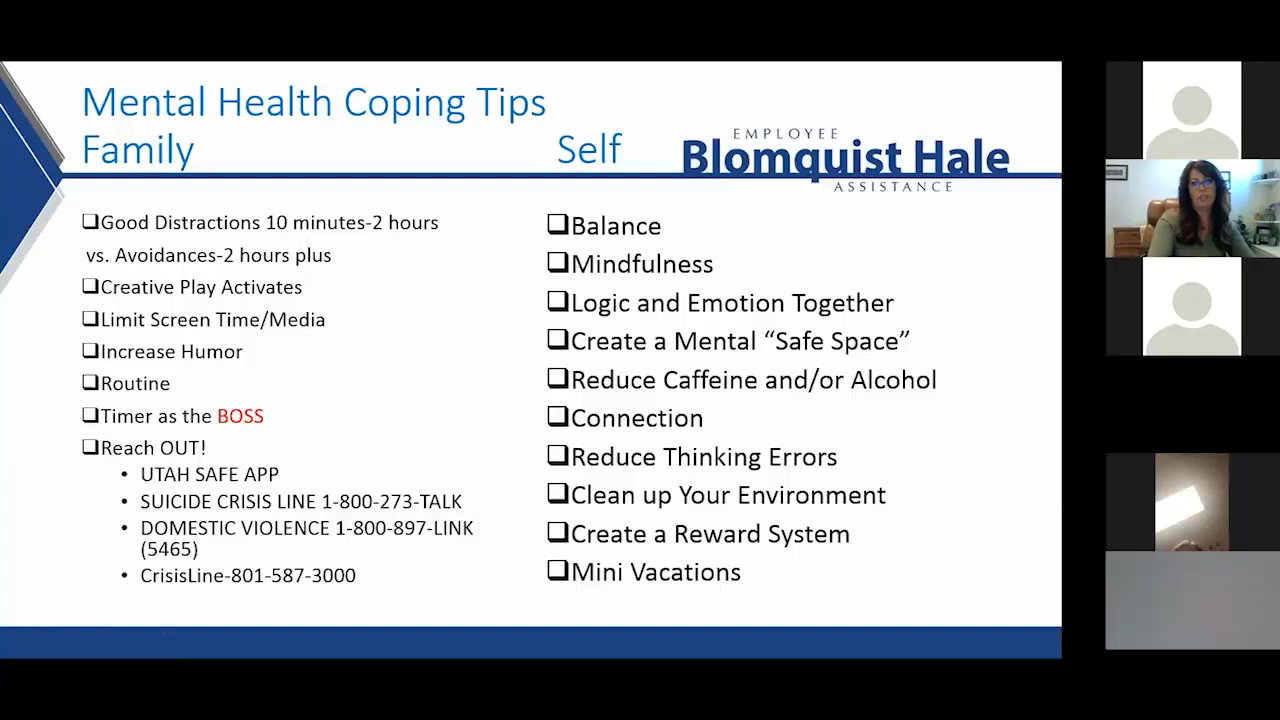 Mental Health Coping Tips
Family
Self
EMPLOYEE
Blomquist Hale
ASSISTANCE
❑Good Distractions 10 minutes-2 hours
vs. Avoidances-2 hours plus
❑Creative Play Activates
❑Limit Screen Time/Media
❑Increase Humor
❑Routine
❑Timer as the BOSS
❑Reach OUT!
• UTAH SAFE APP
• SUICIDE CRISIS LINE 1-800-273-TALK
• DOMESTIC VIOLENCE 1-800-897-LINK
(5465)
• CrisisLine-801-587-3000
❑Balance
❑Mindfulness
❑Logic and Emotion Together
❑Create a Mental “Safe Space”
❑Reduce Caffeine and/or Alcohol
❑Connection
❑Reduce Thinking Errors
❑Clean up Your Environment
❑Create a Reward System
❑Mini Vacations